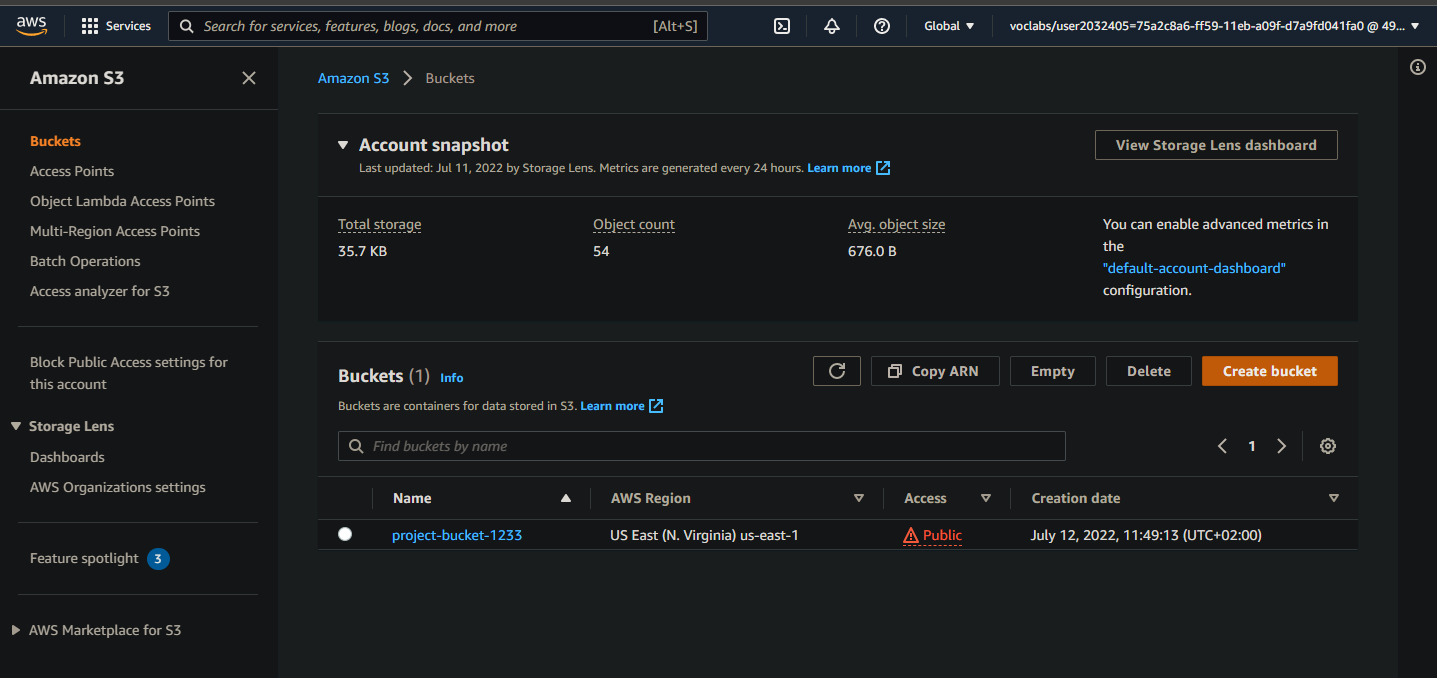 aws
Services
Search for services, features, blogs, docs, and more [Alt+S]
Global
voclabs/user2032405=75a2c8a6-ff59-11eb-a09f-d7a9fd041fa0 @ 49...
Amazon S3
Buckets
Access Points
Object Lambda Access Points
Multi-Region Access Points
Batch Operations
Access analyzer for S3
Block Public Access settings for
this account
Storage Lens
Dashboards
AWS Organizations settings
Feature spotlight 3
AWS Marketplace for S3
Amazon S3 > Buckets
Account snapshot
Last updated: Jul 11, 2022 by Storage Lens. Metrics are generated every 24 hours. Learn more
View Storage Lens dashboard
Total storage
35.7 KB
Object count
54
Avg. object size
676.0 B
You can enable advanced metrics in
the
"default-account-dashboard"
configuration.
Buckets (1) Info
Buckets are containers for data stored in S3. Learn more
Copy ARN
Empty
Delete
Create bucket
Find buckets by name
1
Name AWS Region Access Creation date
project-bucket-1233 US East (N. Virginia) us-east-1 Public July 12, 2022, 11:49:13 (UTC+02:00)